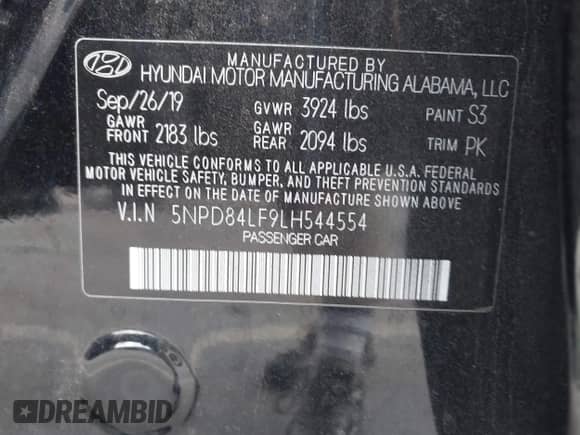 MANUFACTURED BY
HYUNDAI MOTOR MANUFACTURING ALABAMA, LLC
Sep/26/19 GVWR 3924 lbs PAINT S3
GAWR FRONT 2183 lbs GAWR REAR 2094 lbs TRIM PK
THIS VEHICLE CONFORMS TO ALL APPLICABLE U.S.A. FEDERAL
MOTOR VEHICLE SAFETY, BUMPER, AND THEFT PREVENTION STANDARDS
IN EFFECT ON THE DATE OF MANUFACTURE SHOWN ABOVE
V.I.N 5NPD84LF9LH544554
PASSENGER CAR
DREAMBID